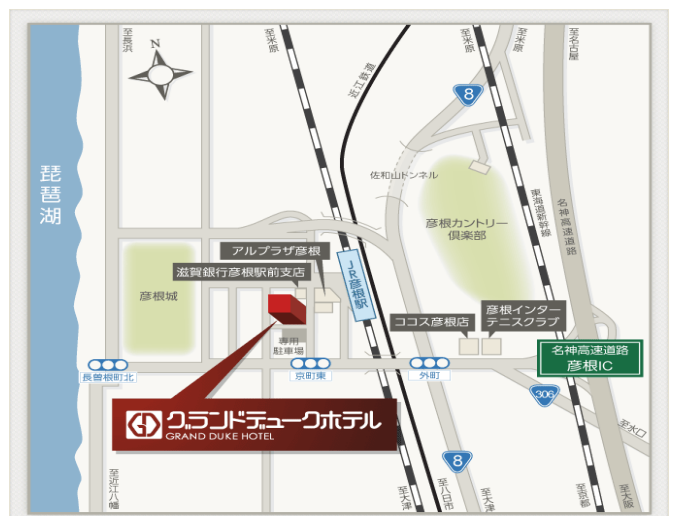 至長浜
N
至米原
近江鉄道
至米原
8
至米原
至名古屋
琵琶湖
佐和山トンネル
彦根カントリー
倶楽部
東海道新幹線
名神高速道路
アルプラザ彦根
滋賀銀行彦根駅前支店
JR彦根駅
彦根城
ココス彦根店
彦根インター
テニスクラブ
専用
駐車場
名神高速道路
彦根IC
長曽根町北
京町東
外町
306
GD グランドデュークホテル
GRAND DUKE HOTEL
至水口
8
至近江八幡
至大津
至八日市
至大津
至京都
至大阪